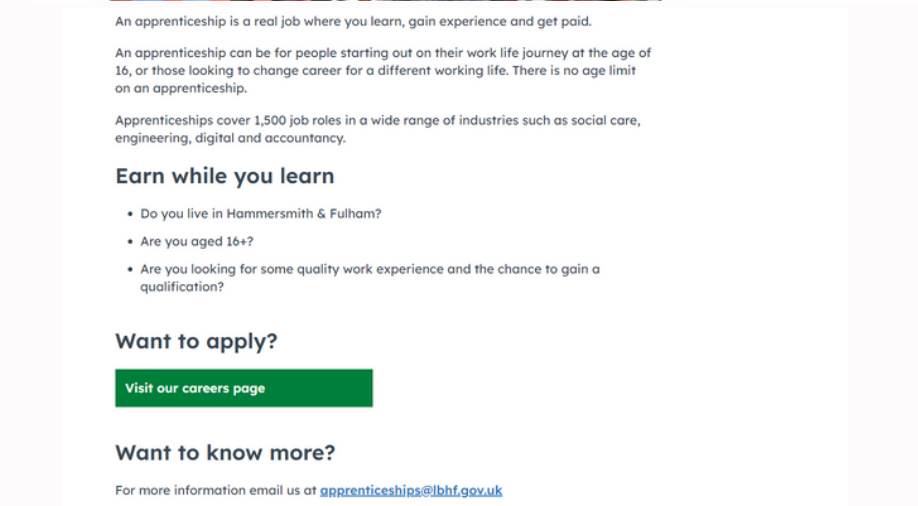 An apprenticeship is a real job where you learn, gain experience and get paid.
An apprenticeship can be for people starting out on their work life journey at the age of
16, or those looking to change career for a different working life. There is no age limit
on an apprenticeship.
Apprenticeships cover 1,500 job roles in a wide range of industries such as social care,
engineering, digital and accountancy.
Earn while you learn
• Do you live in Hammersmith & Fulham?
• Are you aged 16+?
• Are you looking for some quality work experience and the chance to gain a
qualification?
Want to apply?
Visit our careers page
Want to know more?
For more information email us at apprenticeships@lbhf.gov.uk